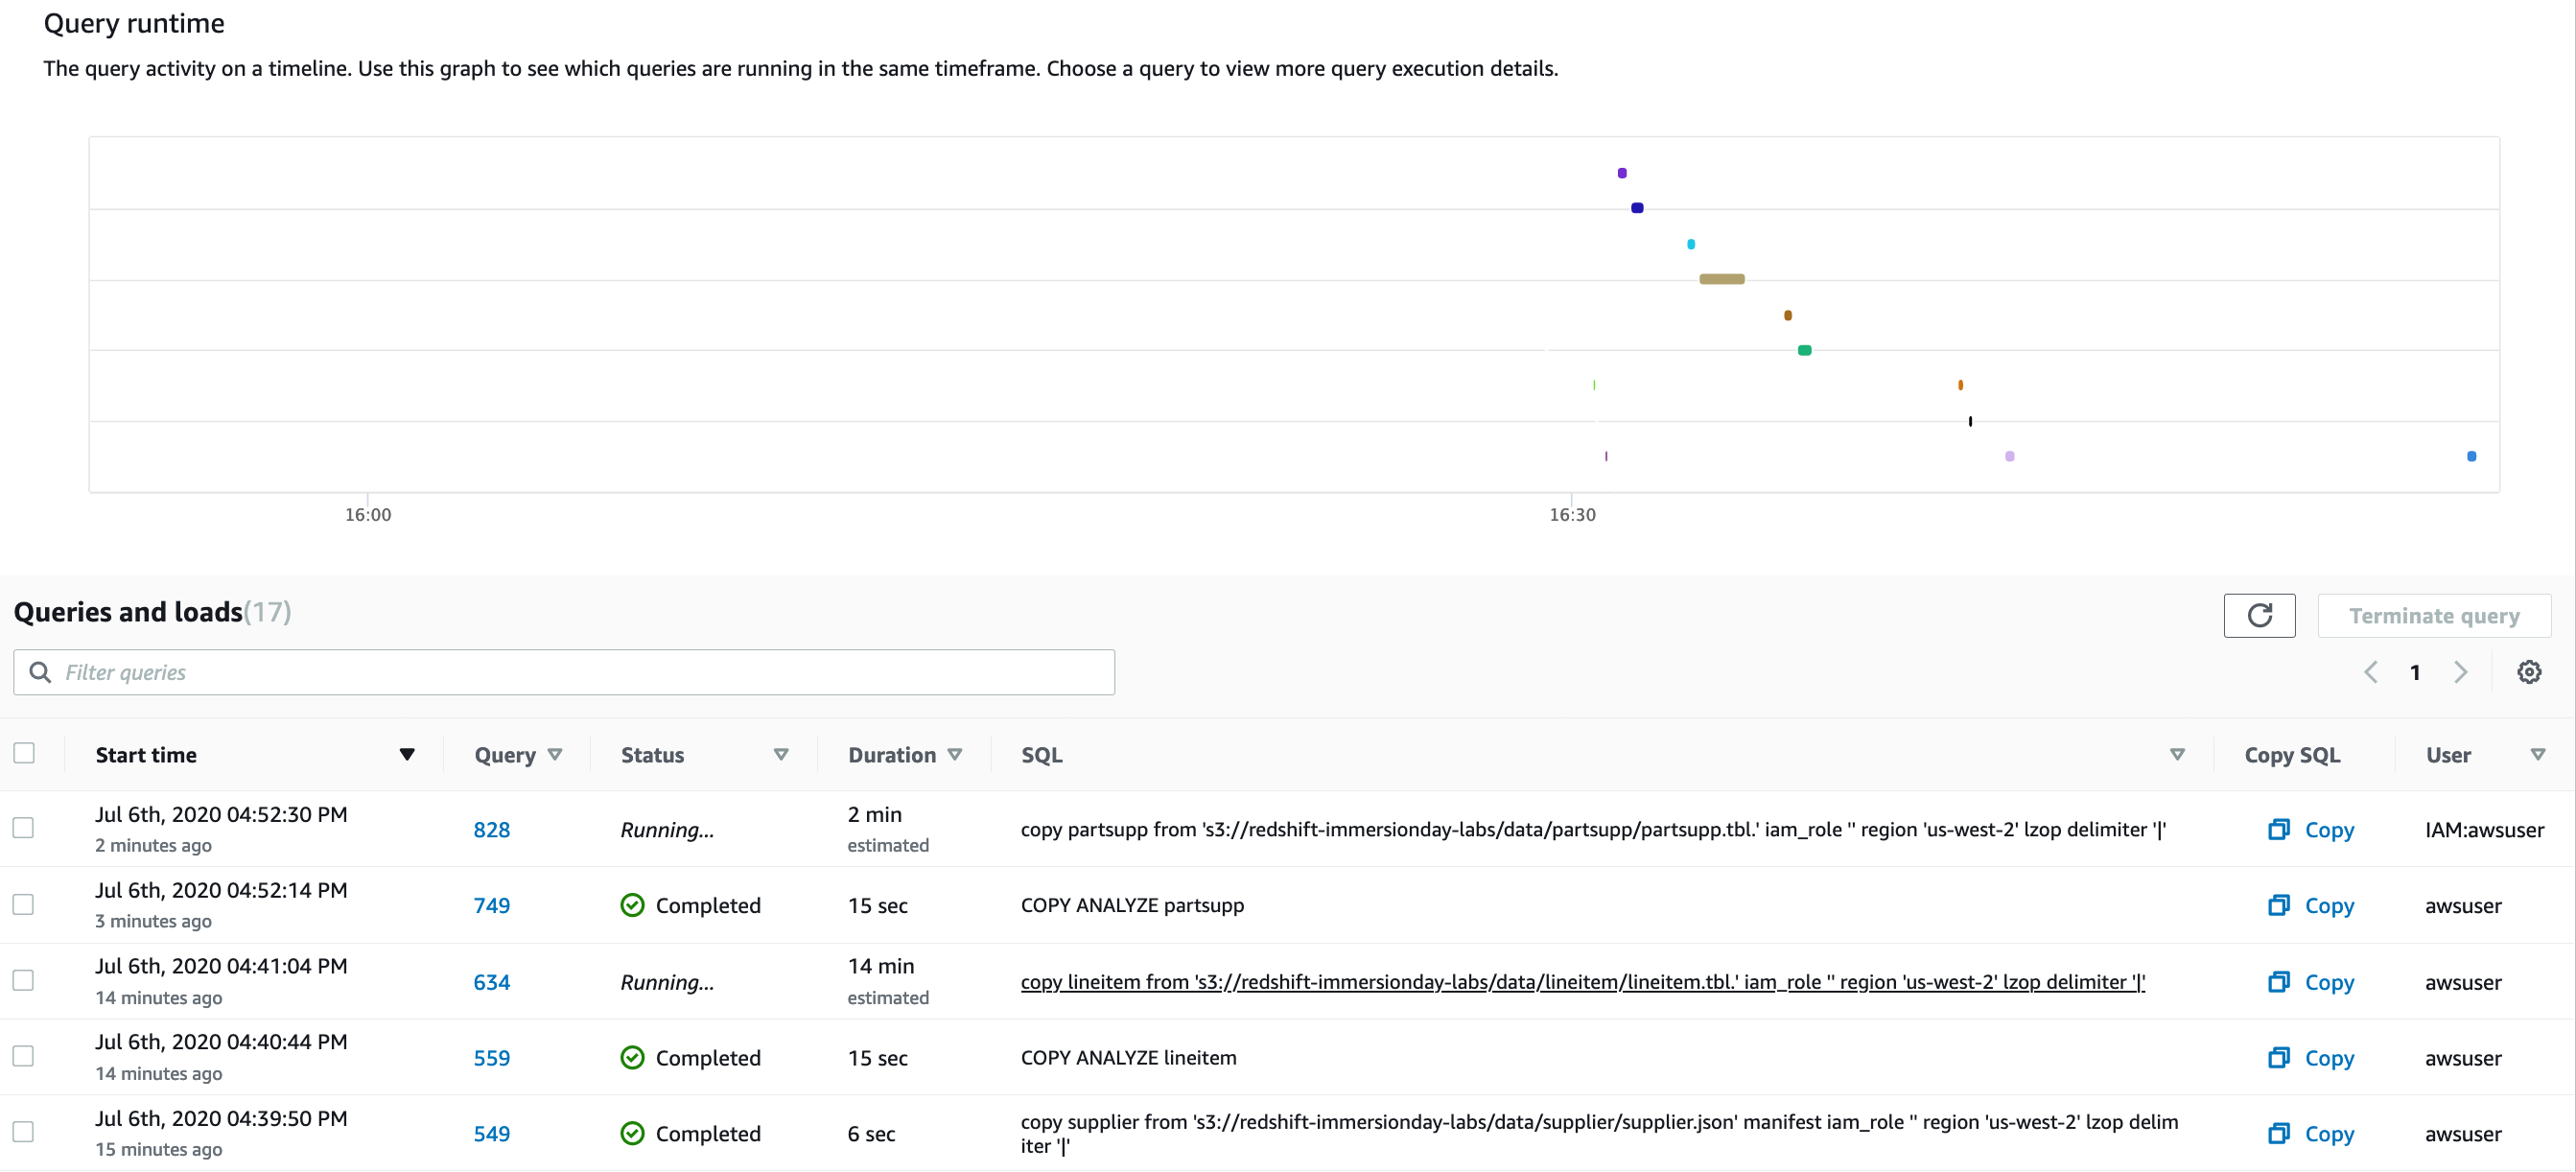 Query runtime
The query activity on a timeline. Use this graph to see which queries are running in the same timeframe. Choose a query to view more query execution details.
16:00 16:30
Queries and loads(17)
Terminate query
Filter queries
1
Start time Query Status Duration SQL Copy SQL User
Jul 6th, 2020 04:52:30 PM
2 minutes ago
828 Running...
2 min
estimated
copy partsupp from 's3://redshift-immersionday-labs/data/partsupp/partsupp.tbl.' iam_role '' region 'us-west-2' lzop delimiter '|'
Copy IAM:awsuser
Jul 6th, 2020 04:52:14 PM
3 minutes ago
749 Completed 15 sec COPY ANALYZE partsupp Copy awsuser
Jul 6th, 2020 04:41:04 PM
14 minutes ago
634 Running...
14 min
estimated
copy lineitem from 's3://redshift-immersionday-labs/data/lineitem/lineitem.tbl.' iam_role '' region 'us-west-2' lzop delimiter '|'
Copy awsuser
Jul 6th, 2020 04:40:44 PM
14 minutes ago
559 Completed 15 sec COPY ANALYZE lineitem Copy awsuser
Jul 6th, 2020 04:39:50 PM
15 minutes ago
549 Completed 6 sec
copy supplier from 's3://redshift-immersionday-labs/data/supplier/supplier.json' manifest iam_role '' region 'us-west-2' lzop delim
iter '|'
Copy awsuser